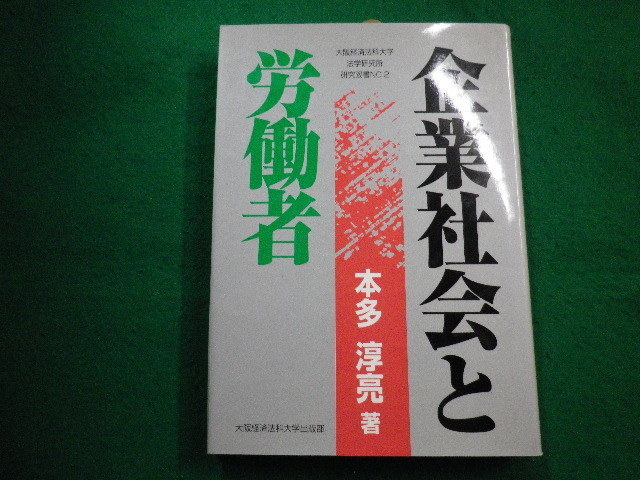 企業社会と
労働者
大阪経済法科大学
法学研究所
研究双書NO.2
本多 淳亮 著
大阪経済法科大学出版部